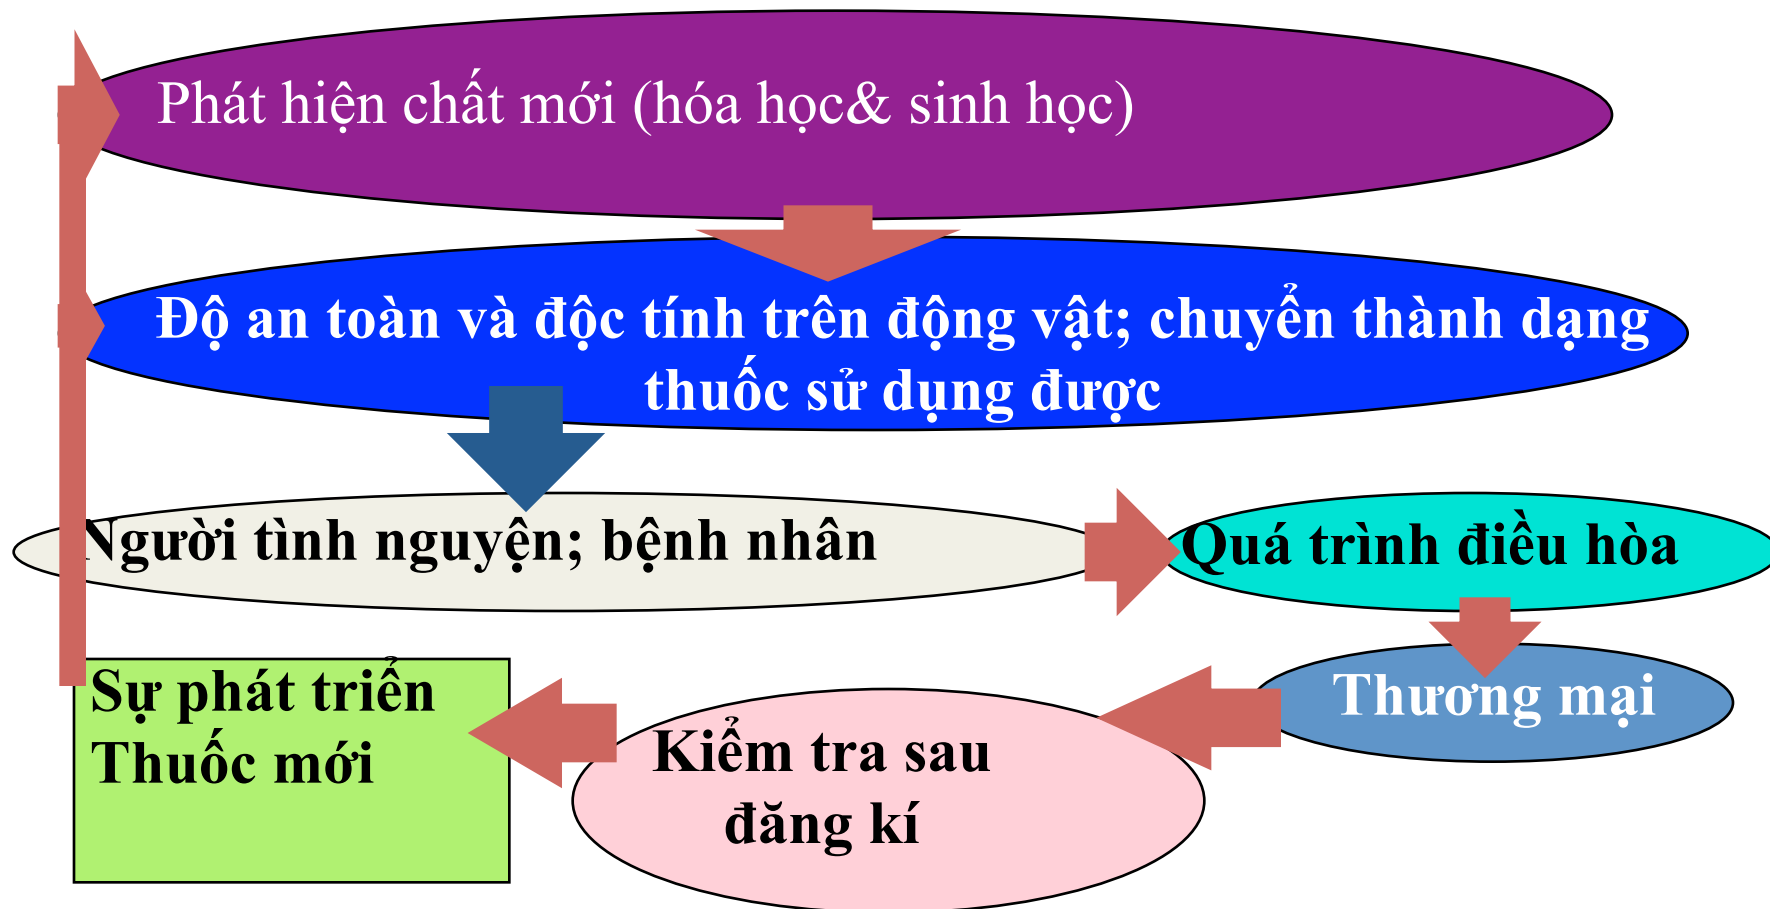 Phát hiện chất mới (hóa học& sinh học)
Độ an toàn và độc tính trên động vật; chuyển thành dạng
thuốc sử dụng được
Người tình nguyện; bệnh nhân
Quá trình điều hòa
Thương mại
Sự phát triển
Thuốc mới
Kiểm tra sau
đăng kí